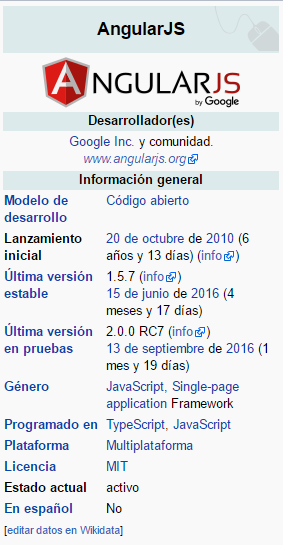 AngularJS
ANGULARJS
by Google
Desarrollador(es)
Google Inc. y comunidad.
www.angularjs.org
Información general
Modelo de desarrollo Código abierto
Lanzamiento inicial 20 de octubre de 2010 (6
años y 13 días) (info)
Última versión estable 1.5.7 (info)
15 de junio de 2016 (4
meses y 17 días)
Última versión en pruebas 2.0.0 RC7 (info)
13 de septiembre de 2016 (1
mes y 19 días)
Género JavaScript, Single-page
application Framework
Programado en TypeScript, JavaScript
Plataforma Multiplataforma
Licencia MIT
Estado actual activo
En español No
[editar datos en Wikidata]